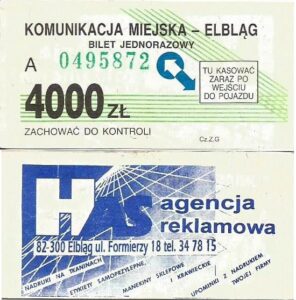 KOMUNIKACJA MIEJSKA – ELBLĄG
BILET JEDNORAZOWY
A 0495872
4000 ZŁ
TU KASOWAĆ
ZARAZ PO
WEJŚCIU
DO POJAZDU
ZACHOWAĆ DO KONTROLI
Cz.Z.G
HAS agencja
reklamowa
82-300 Elbląg ul. Formierzy 18 tel. 34 78 15
NADRUKI NA TKANINACH
ETYKIETY SAMOPRZYLEPNE,
MANEKINY SKLEPOWE
I KRAWIECKIE
UPOMINKI Z NADRUKIEM
TWOJEJ FIRMY